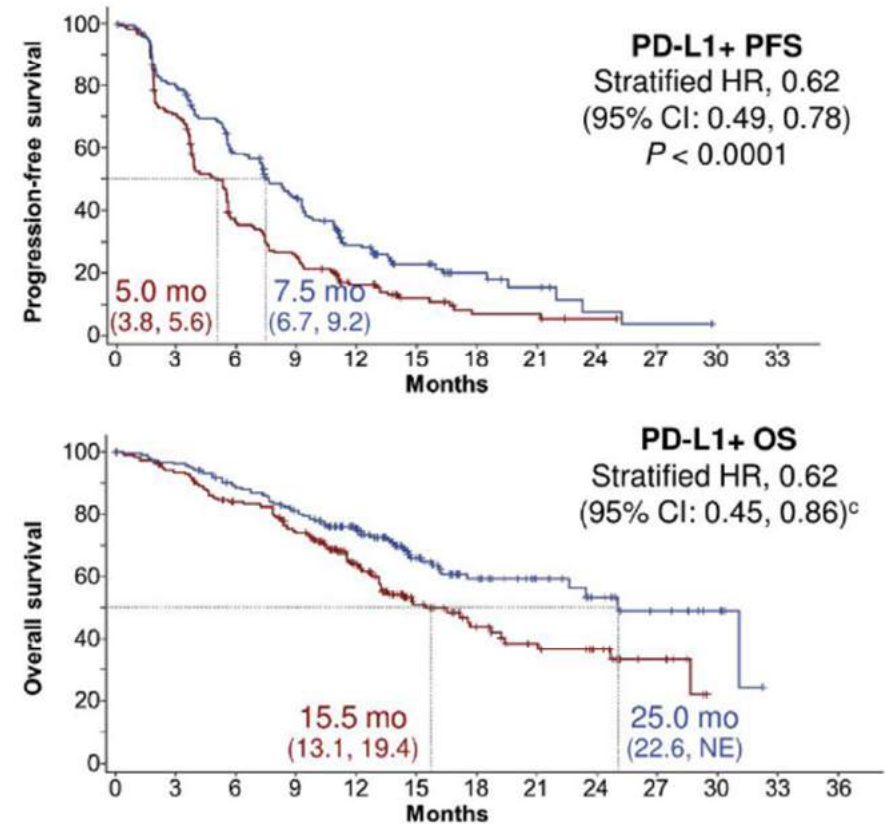 PD-L1+ PFS
Stratified HR, 0.62
(95% CI: 0.49, 0.78)
P < 0.0001
Progression-free survival
100
80
60
40
20
0
5.0 mo
(3.8, 5.6)
7.5 mo
(6.7, 9.2)
0 3 6 9 12 15 18 21 24 27 30 33
Months
PD-L1+ OS
Stratified HR, 0.62
(95% CI: 0.45, 0.86)ᶜ
Overall survival
100
80
60
40
20
0
15.5 mo
(13.1, 19.4)
25.0 mo
(22.6, NE)
0 3 6 9 12 15 18 21 24 27 30 33 36
Months